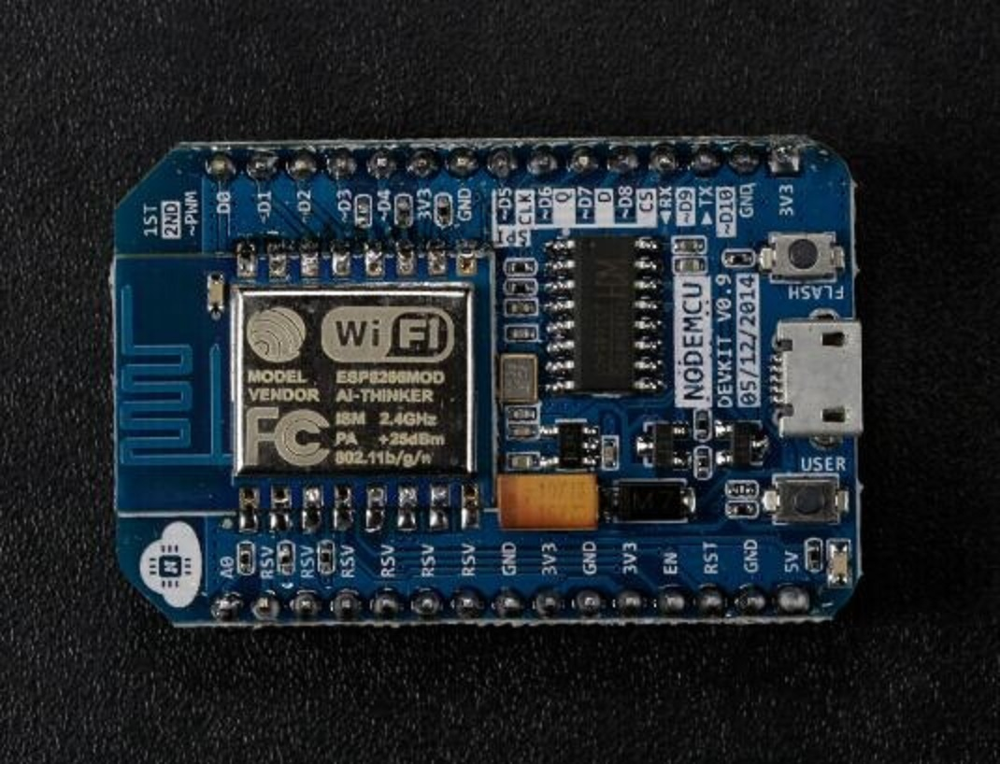 1ST
2ND
~PWM
D0
~D1
~D2
~D3
~D4
3V3
GND
~D5
CLK
~D6
Q
~D7
D
~D8
CS
RX
~D9
TX
~D10
GND
3V3
SPI
FLASH
WiFi
MODEL ESP8266MOD
VENDOR AI-THINKER
FC
ISM 2.4GHz
PA +25dBm
802.11b/g/n
NODEMCU
DEVKIT V0.9
05/12/2014
USER
M7
A0
RSV
RSV
RSV
RSV
RSV
RSV
GND
3V3
GND
3V3
EN
RST
GND
5V